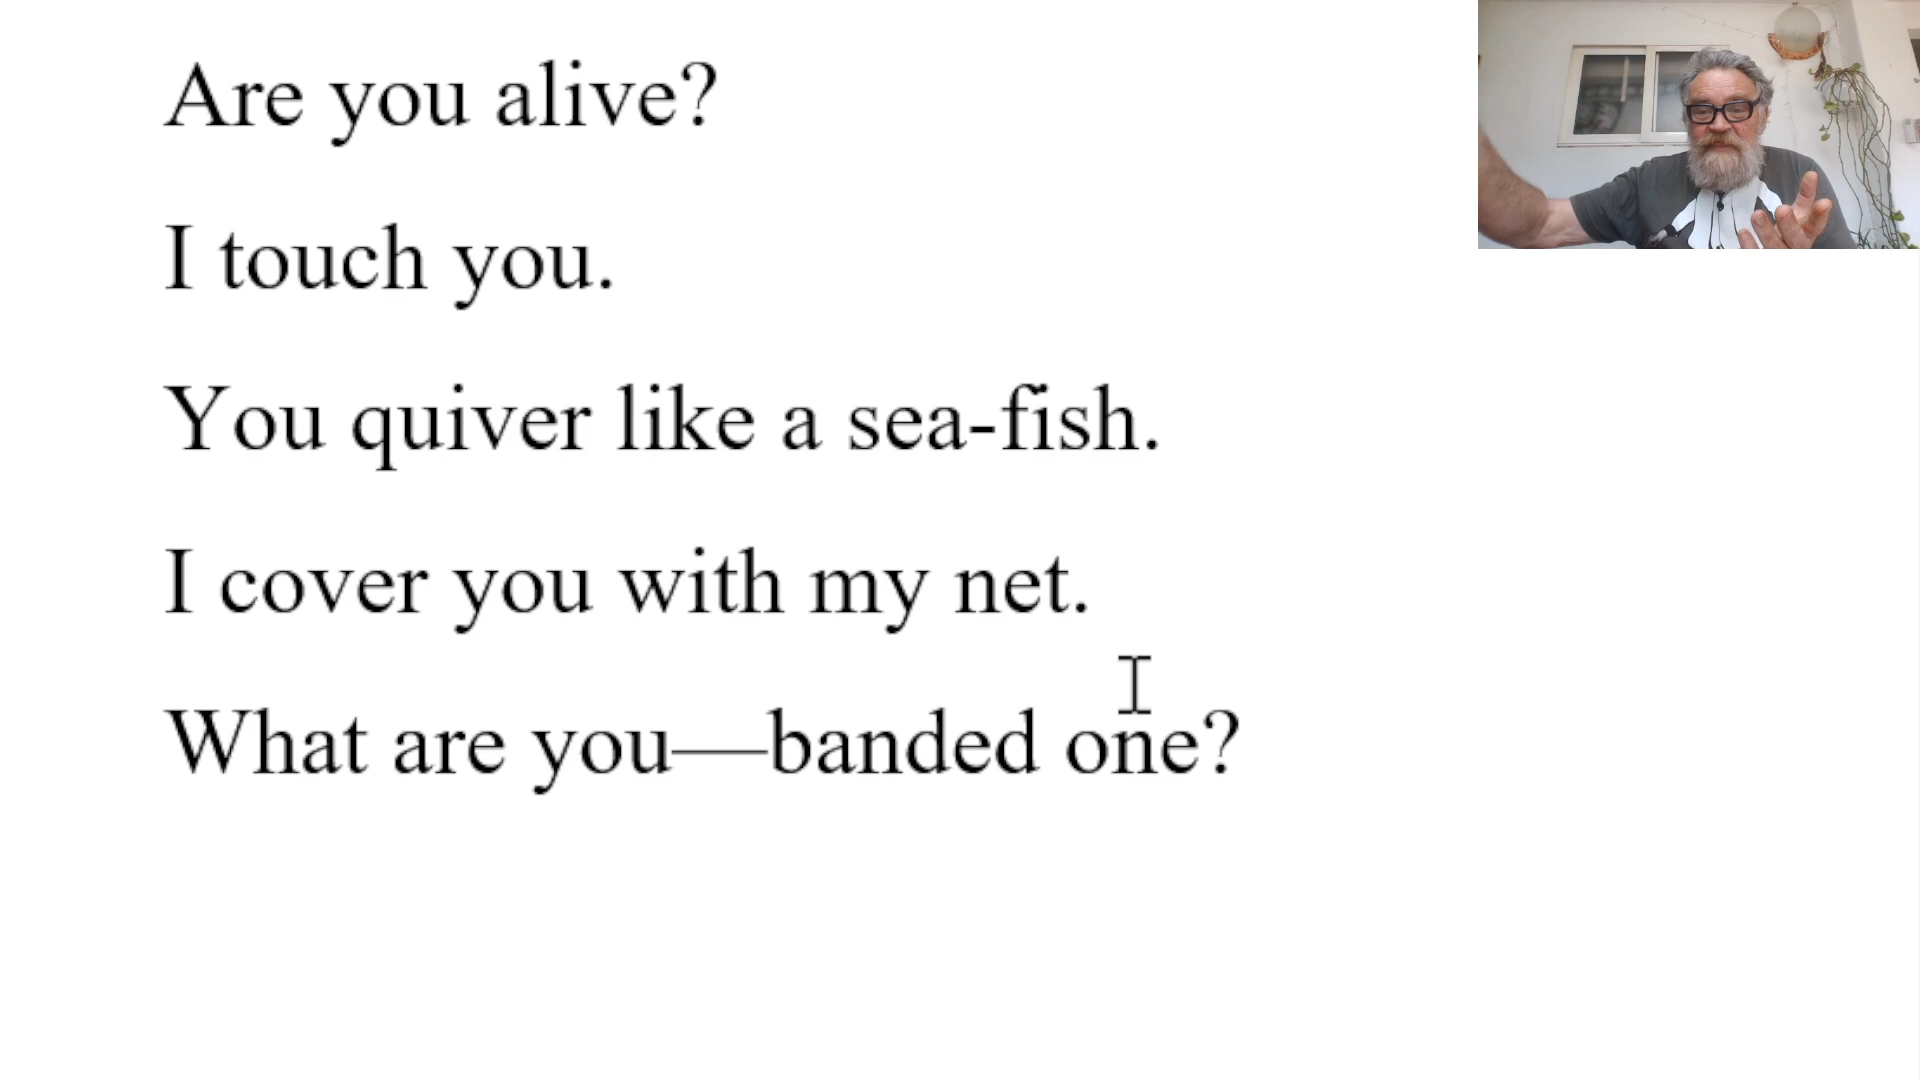 Are you alive?
I touch you.
You quiver like a sea-fish.
I cover you with my net.
What are you—banded one?